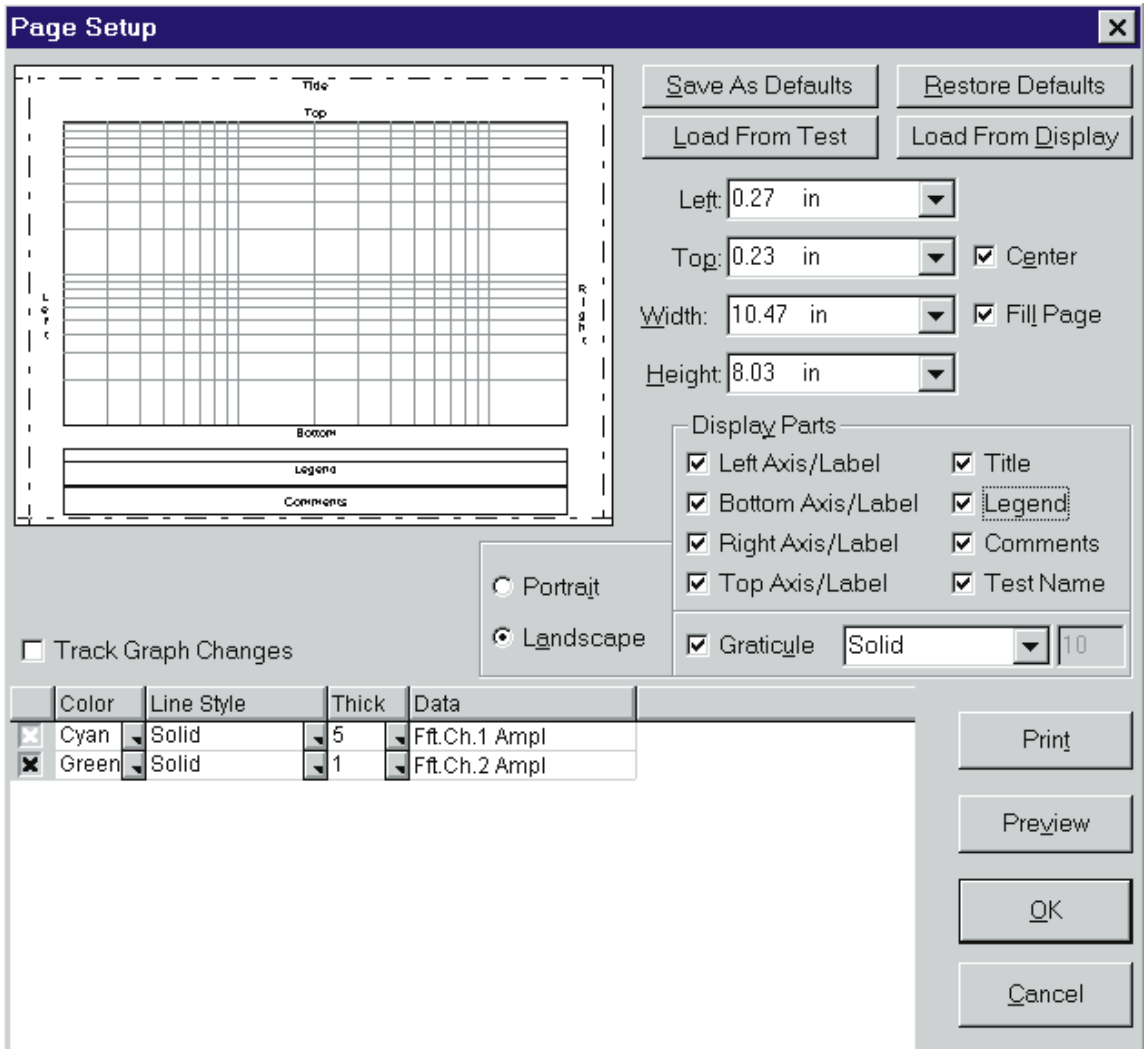 Page Setup
Title
Top
Left
Right
Bottom
Legend
Comments
Save As Defaults
Restore Defaults
Load From Test
Load From Display
Left: 0.27 in
Top: 0.23 in
Center
Width: 10.47 in
Fill Page
Height: 8.03 in
Display Parts
Left Axis/Label
Title
Bottom Axis/Label
Legend
Right Axis/Label
Comments
Top Axis/Label
Test Name
Portrait
Landscape
Graticule Solid 10
Track Graph Changes
Color Line Style Thick Data
Cyan Solid 5 Fft.Ch.1 Ampl
Green Solid 1 Fft.Ch.2 Ampl
Print
Preview
OK
Cancel